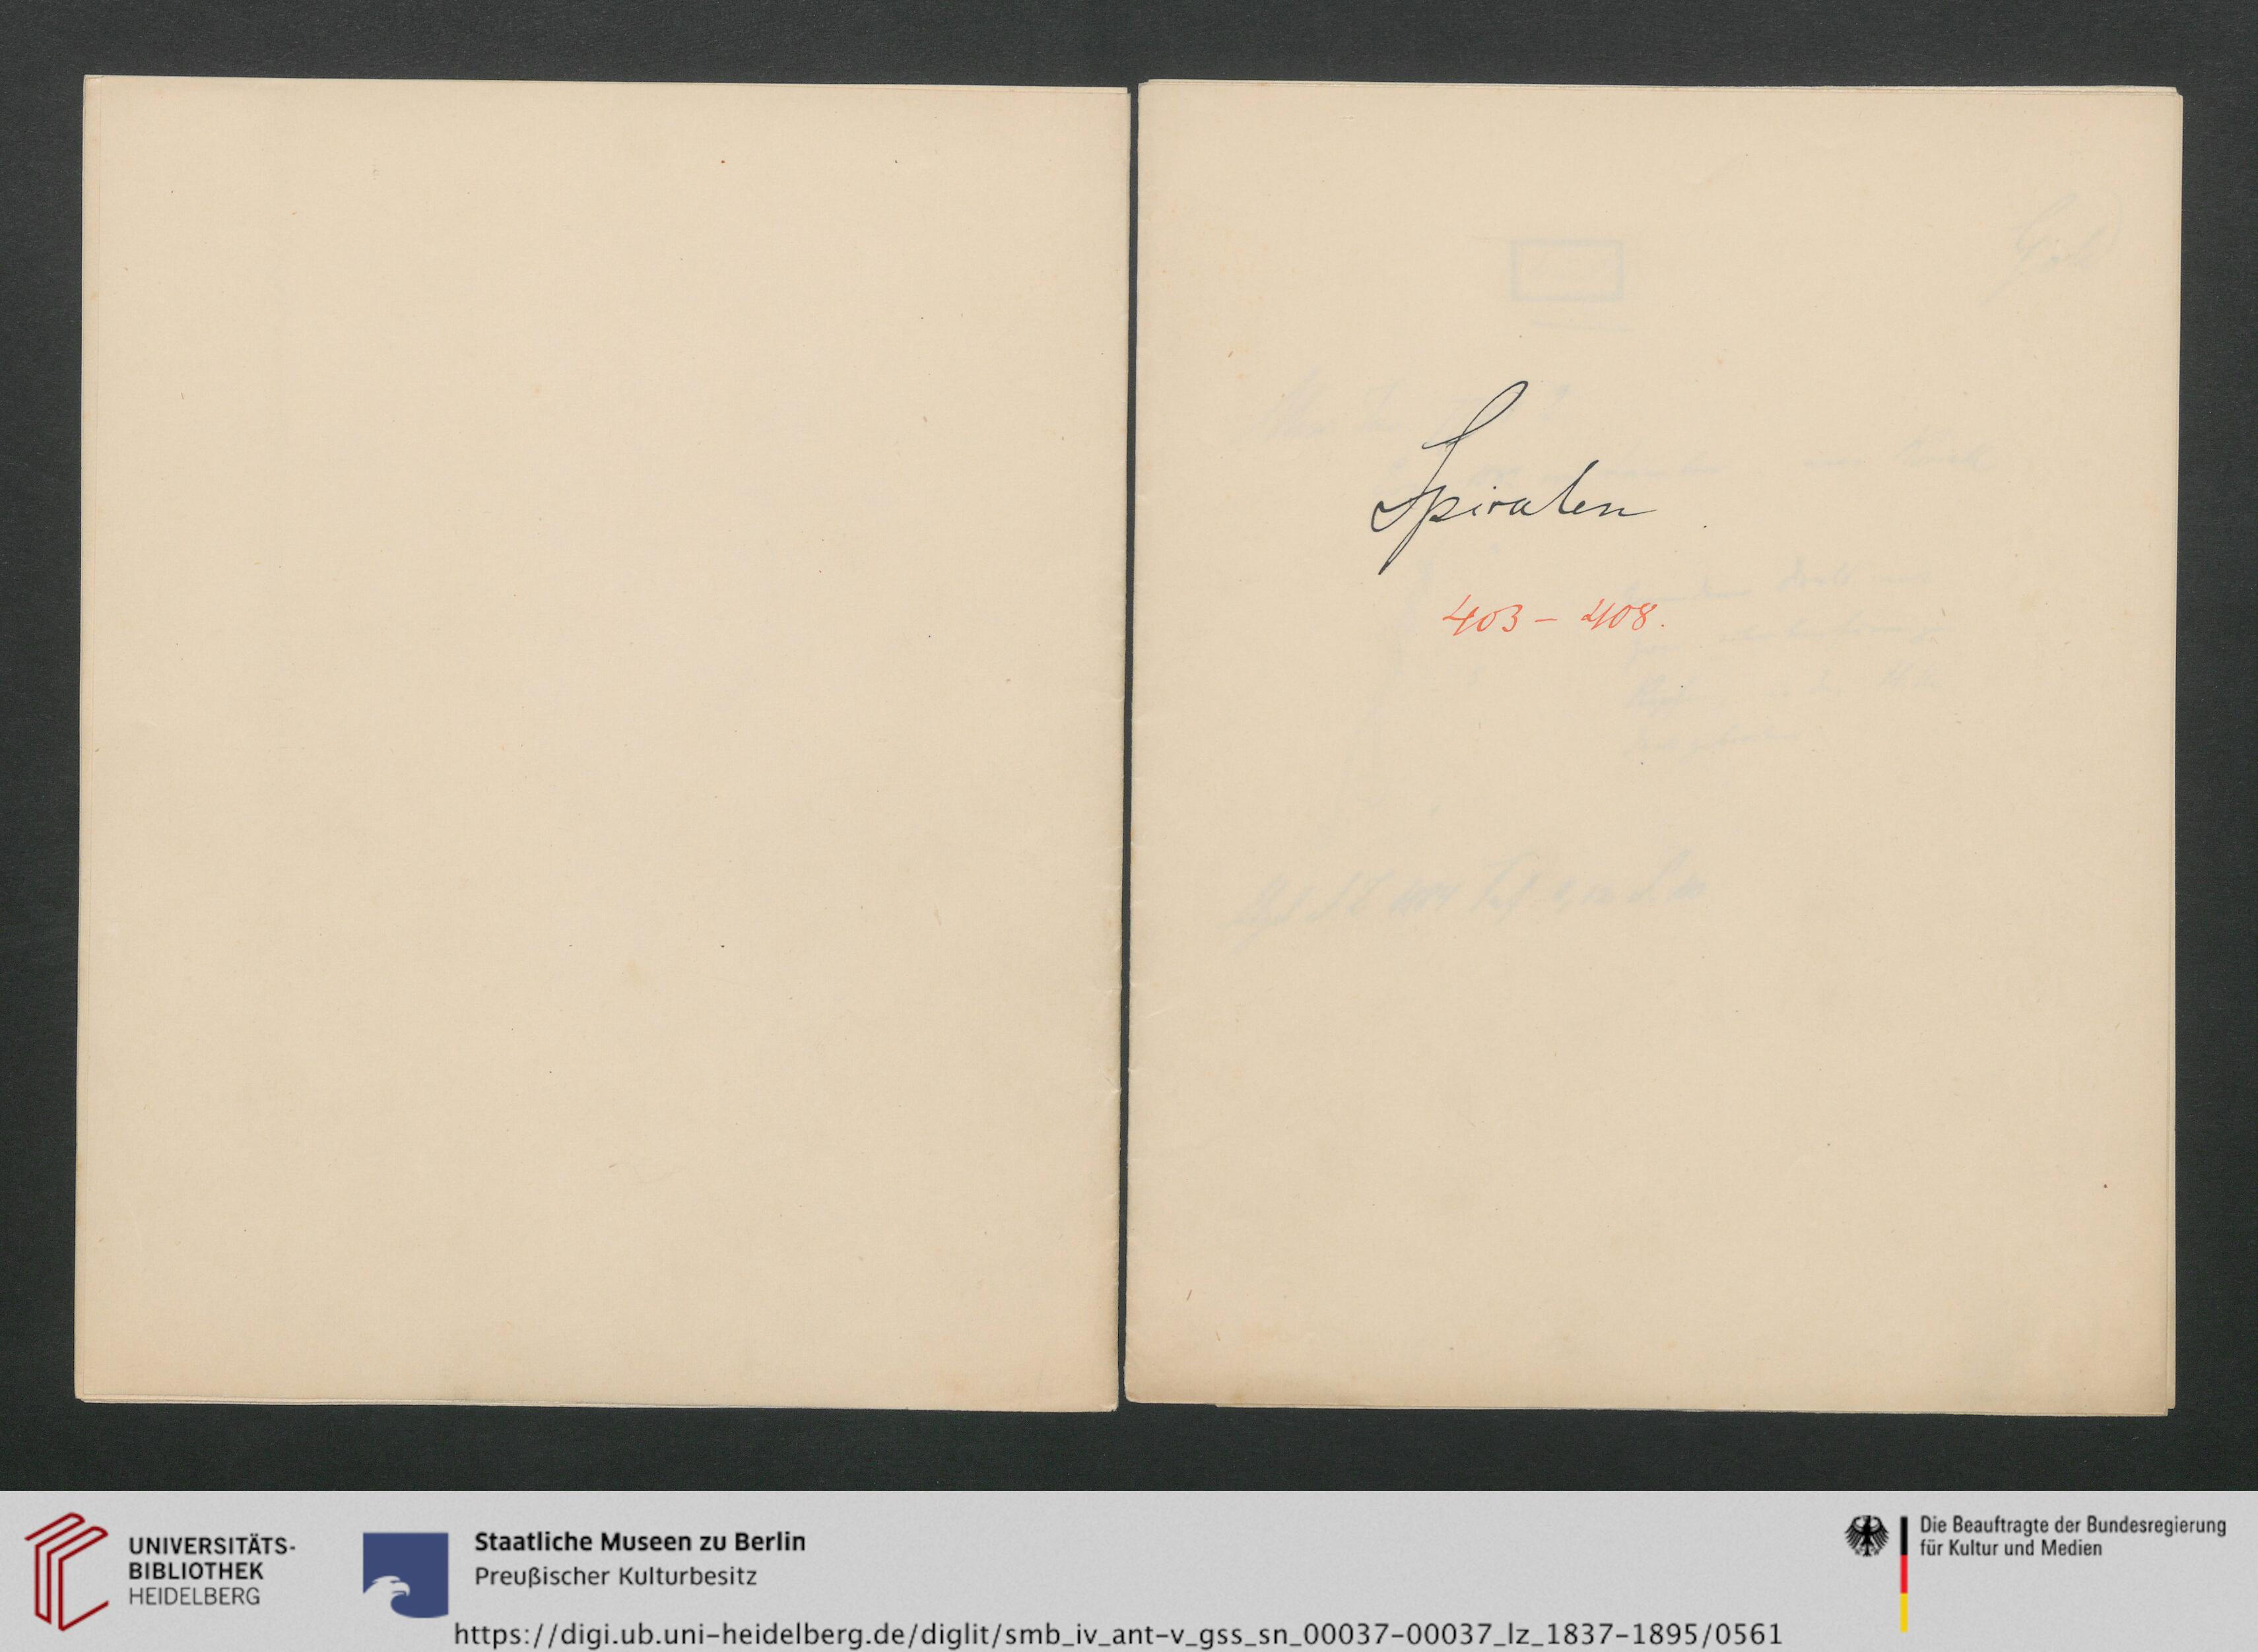 Spiralen
403 – 408.
UNIVERSITÄTS-
BIBLIOTHEK
HEIDELBERG
Staatliche Museen zu Berlin
Preußischer Kulturbesitz
Die Beauftragte der Bundesregierung
für Kultur und Medien
https://digi.ub.uni-heidelberg.de/diglit/smb_iv_ant-v_gss_sn_00037-00037_lz_1837-1895/0561